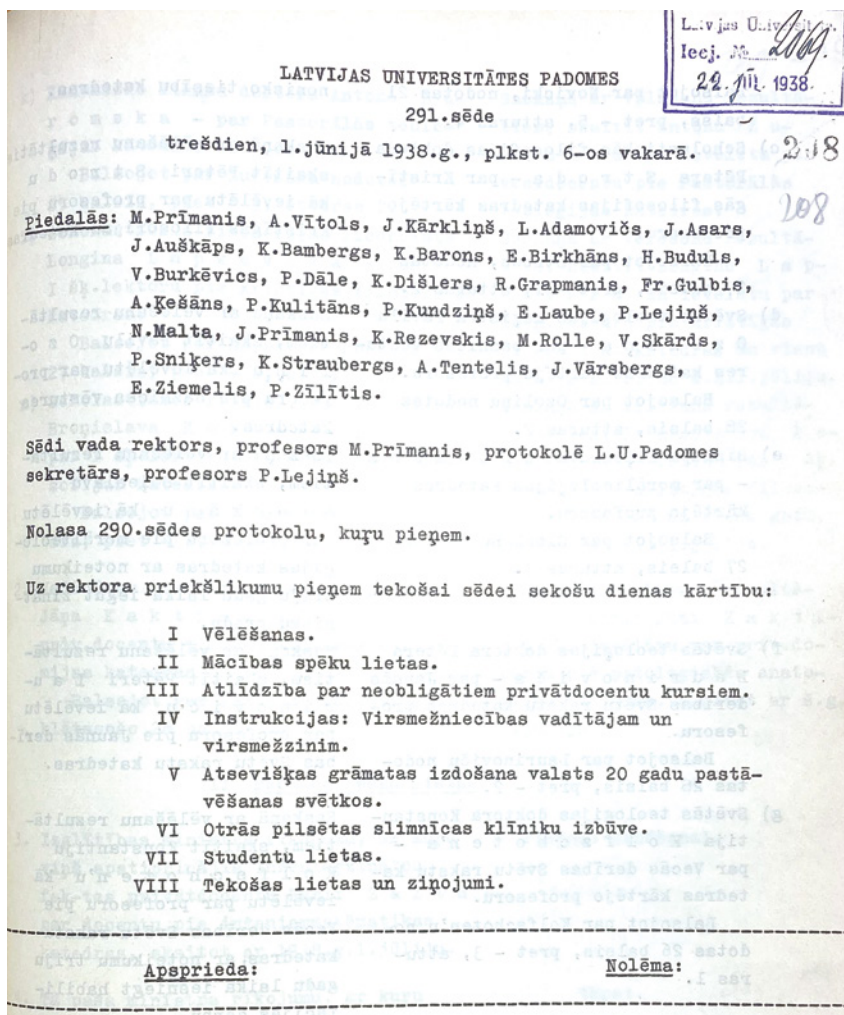 Latvijas Universitāte
Ieej. №
22. JŪL. 1938.
LATVIJAS UNIVERSITĀTES PADOMES
291.sēde
trešdien, 1.jūnijā 1938.g., plkst. 6-os vakarā.
218
208
Piedalās: M.Prīmanis, A.Vītols, J.Kārkliņš, L.Adamovičs, J.Asars,
J.Auškāps, K.Bambergs, K.Barons, E.Birkhāns, H.Buduls,
V.Burkēvics, P.Dāle, K.Dišlers, R.Grapmanis, Fr.Gulbis,
A.Ķešāns, P.Kulitāns, P.Kundziņš, E.Laube, P.Lejiņš,
N.Malta, J.Prīmanis, K.Rezevskis, M.Rolle, V.Skārds,
P.Sniķers, K.Straubergs, A.Tentelis, J.Vārsbergs,
E.Ziemelis, P.Zīlītis.
Sēdi vada rektors, profesors M.Prīmanis, protokolē L.U.Padomes
sekretārs, profesors P.Lejiņš.
Nolasa 290.sēdes protokolu, kuŗu pieņem.
Uz rektora priekšlikumu pieņem tekošai sēdei sekošu dienas kārtību:
I Vēlēšanas.
II Mācības spēku lietas.
III Atlīdzība par neobligātiem privātdocentu kursiem.
IV Instrukcijas: Virsmežniecības vadītājam un
virsmežzinim.
V Atsevišķas grāmatas izdošana valsts 20 gadu pastā-
vēšanas svētkos.
VI Otrās pilsētas slimnīcas klīniku izbūve.
VII Studentu lietas.
VIII Tekošas lietas un ziņojumi.
Apsprieda: Nolēma: